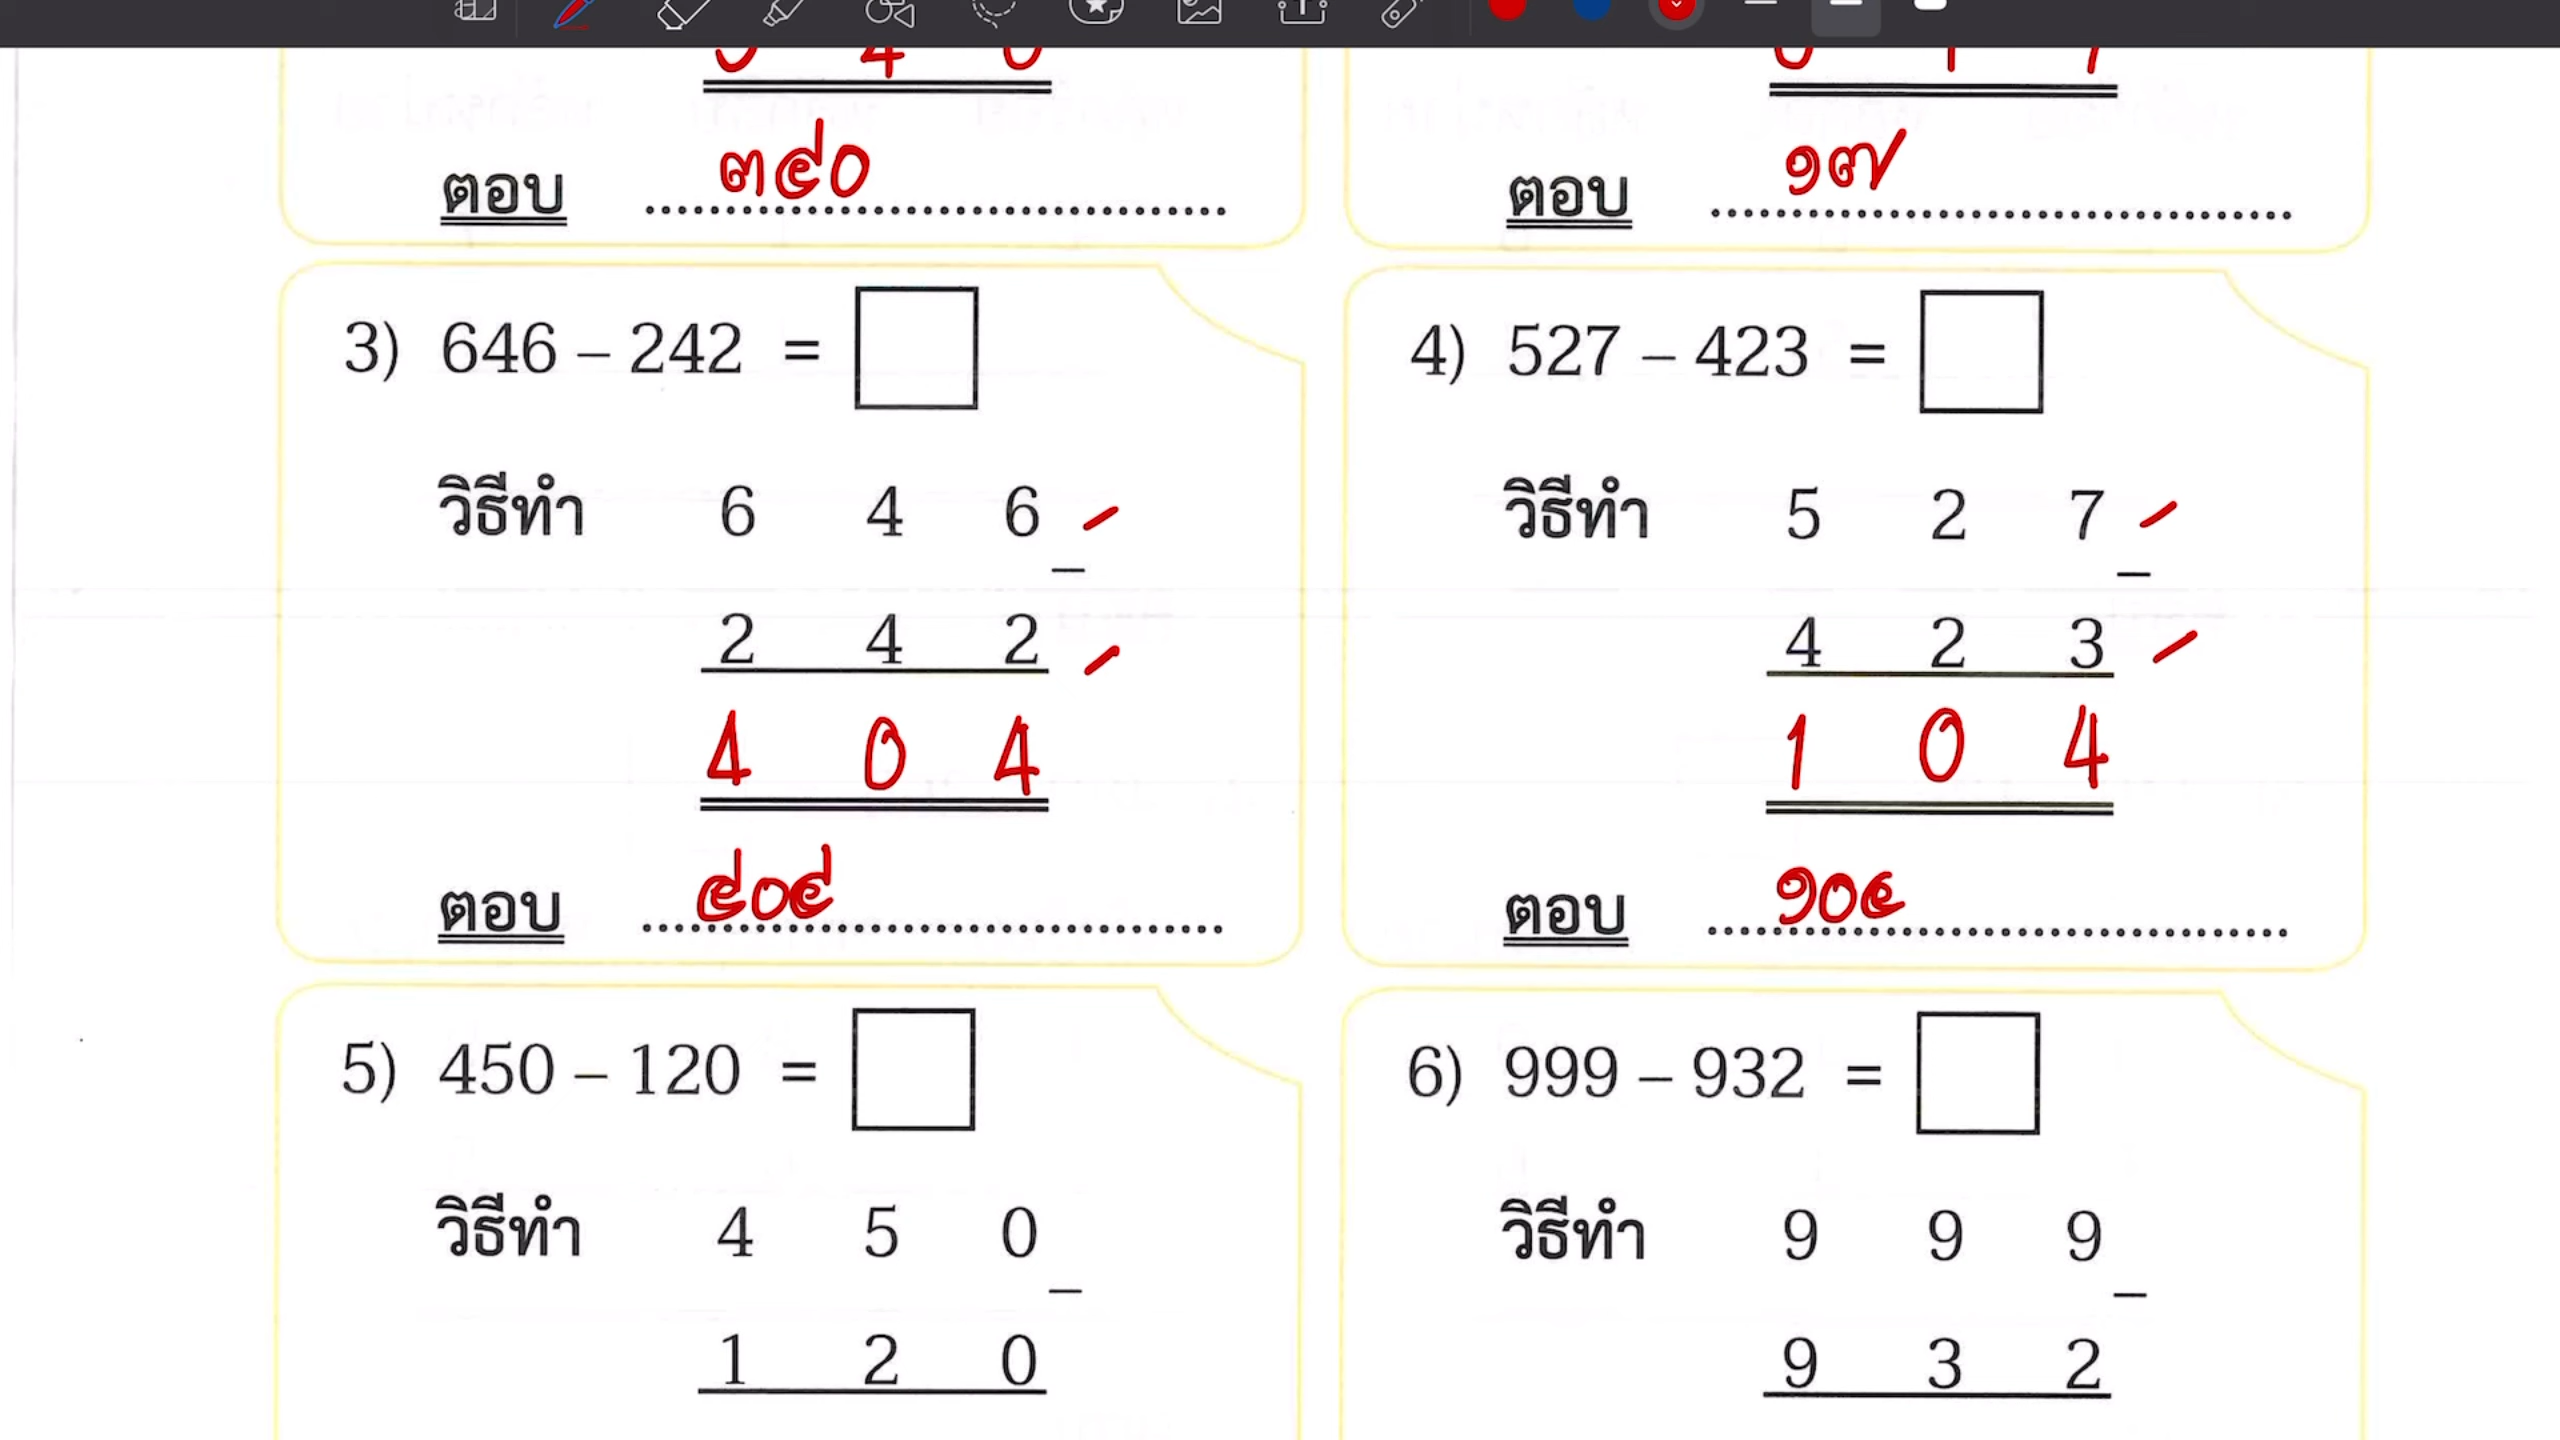 ตอบ ๓๔๐
ตอบ ๑๗
3) 646 – 242 =
วิธีทำ 6 4 6
–
2 4 2
4 0 4
ตอบ ๔๐๔
4) 527 – 423 =
วิธีทำ 5 2 7
–
4 2 3
1 0 4
ตอบ ๑๐๔
5) 450 – 120 =
วิธีทำ 4 5 0
–
1 2 0
6) 999 – 932 =
วิธีทำ 9 9 9
–
9 3 2